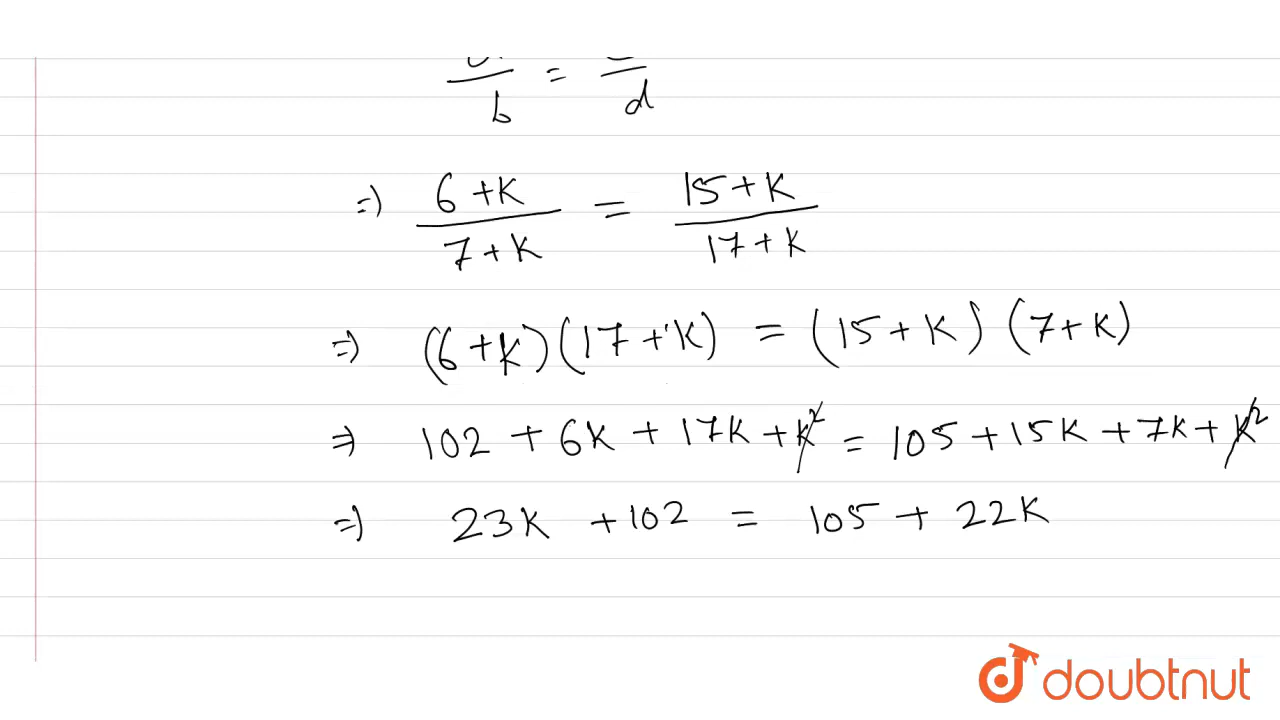 b = d
=) 6+K / 7+K = 15+K / 17+K
=) (6+K)(17+K) = (15+K)(7+K)
=) 102 + 6K + 17K + K² = 105 + 15K + 7K + K²
=) 23K + 102 = 105 + 22K
doubtnut